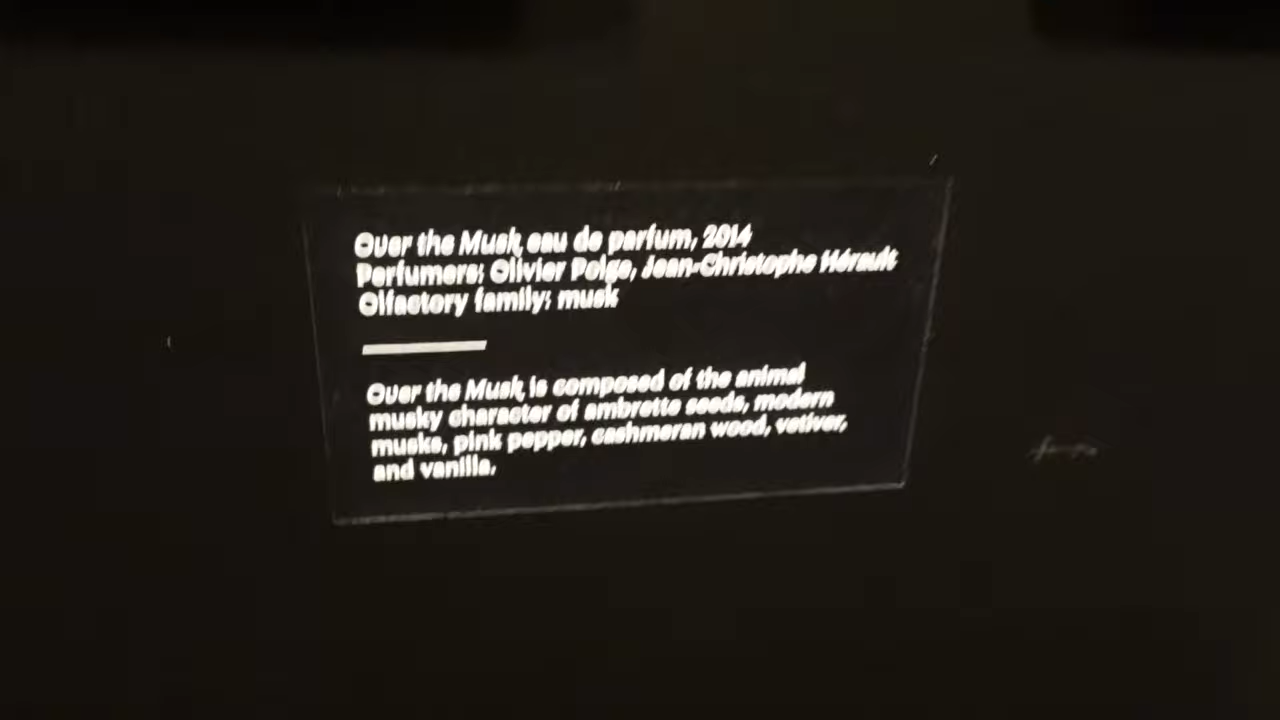 Over the Musk, eau de parfum, 2014
Perfumers: Olivier Polge, Jean-Christophe Hérault
Olfactory family: musk
Over the Musk, is composed of the animal
musky character of ambrette seeds, modern
musks, pink pepper, cashmeran wood, vetiver,
and vanilla.